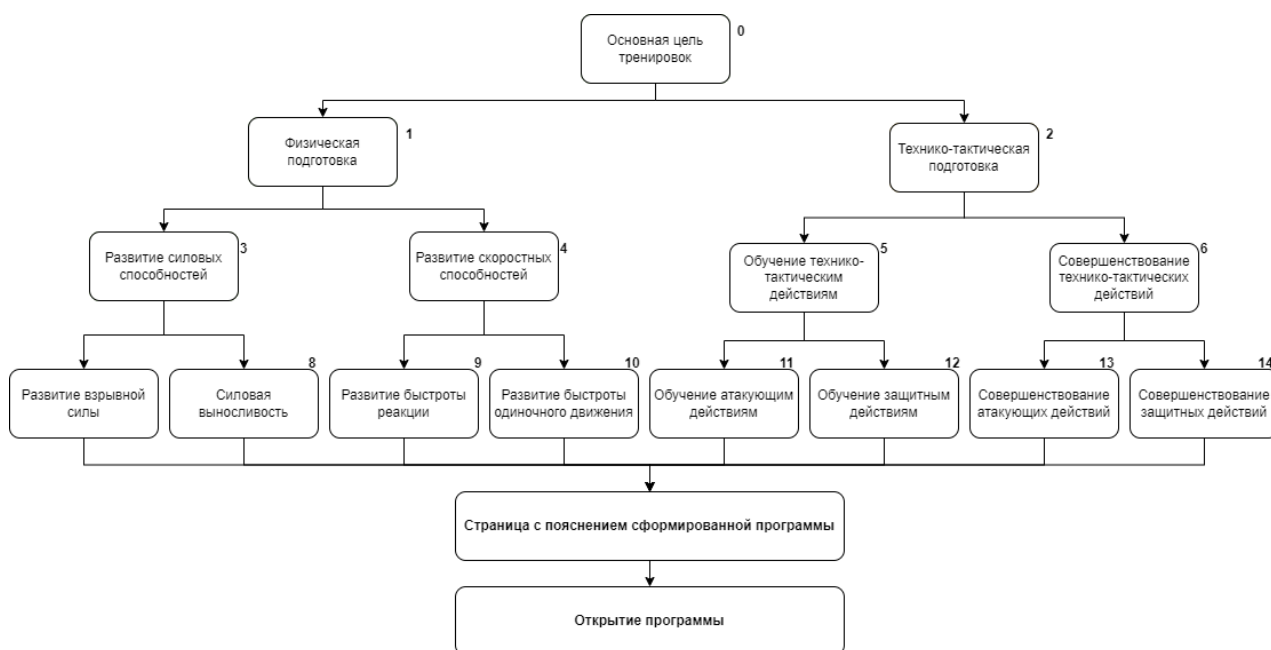 0
Основная цель
тренировок
1
Физическая
подготовка
2
Технико-тактическая
подготовка
3
Развитие силовых
способностей
4
Развитие скоростных
способностей
5
Обучение технико-
тактическим
действиям
6
Совершенствование
технико-тактических
действий
Развитие взрывной
силы
8
Силовая
выносливость
9
Развитие быстроты
реакции
10
Развитие быстроты
одиночного движения
11
Обучение атакующим
действиям
12
Обучение защитным
действиям
13
Совершенствование
атакующих действий
14
Совершенствование
защитных действий
Страница с пояснением сформированной программы
Открытие программы